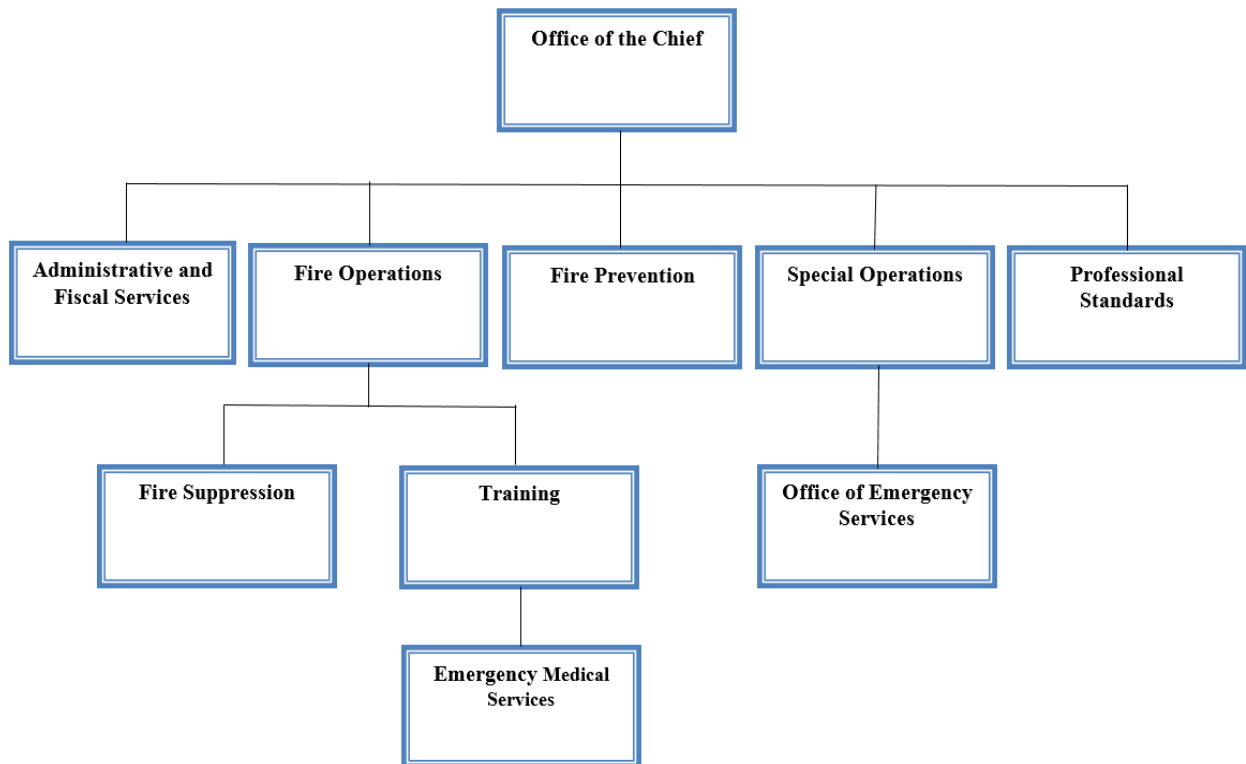 Office of the Chief
Administrative and
Fiscal Services
Fire Operations
Fire Prevention
Special Operations
Professional
Standards
Fire Suppression
Training
Office of Emergency
Services
Emergency Medical
Services